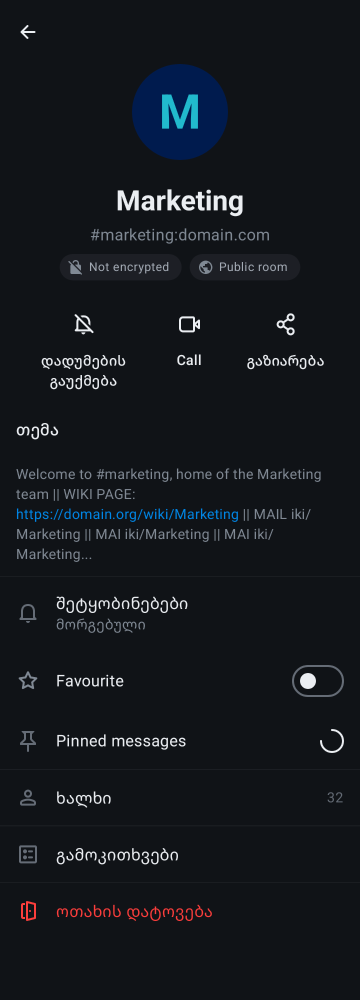 M
Marketing
#marketing:domain.com
Not encrypted
Public room
დადუმების
გაუქმება
Call
გაზიარება
თემა
Welcome to #marketing, home of the Marketing
team || WIKI PAGE:
https://domain.org/wiki/Marketing || MAIL iki/
Marketing || MAI iki/Marketing || MAI iki/
Marketing...
შეტყობინებები
მორგებული
Favourite
Pinned messages
ხალხი 32
გამოკითხვები
ოთახის დატოვება